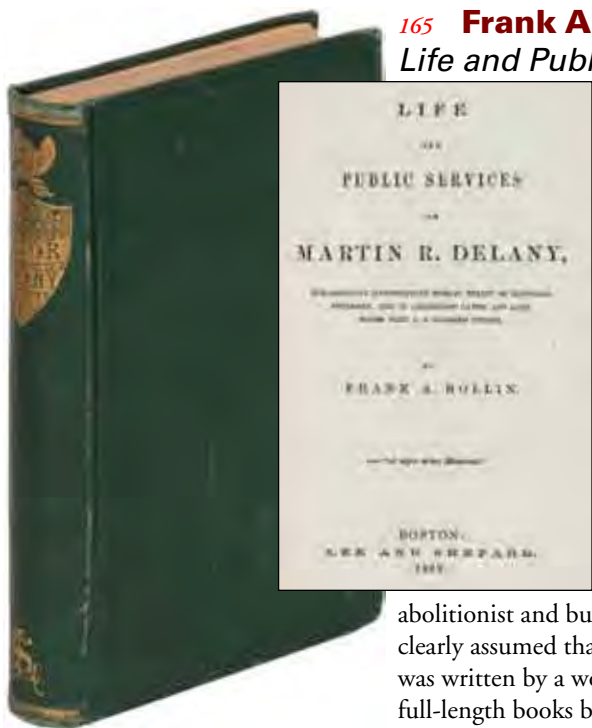 165 Frank A
Life and Publ
LIFE
AND
PUBLIC SERVICES
OF
MARTIN R. DELANY,
BY
FRANK A. ROLLIN.
BOSTON:
LEE AND SHEPARD.
abolitionist and bu
clearly assumed tha
was written by a wo
full-length books b